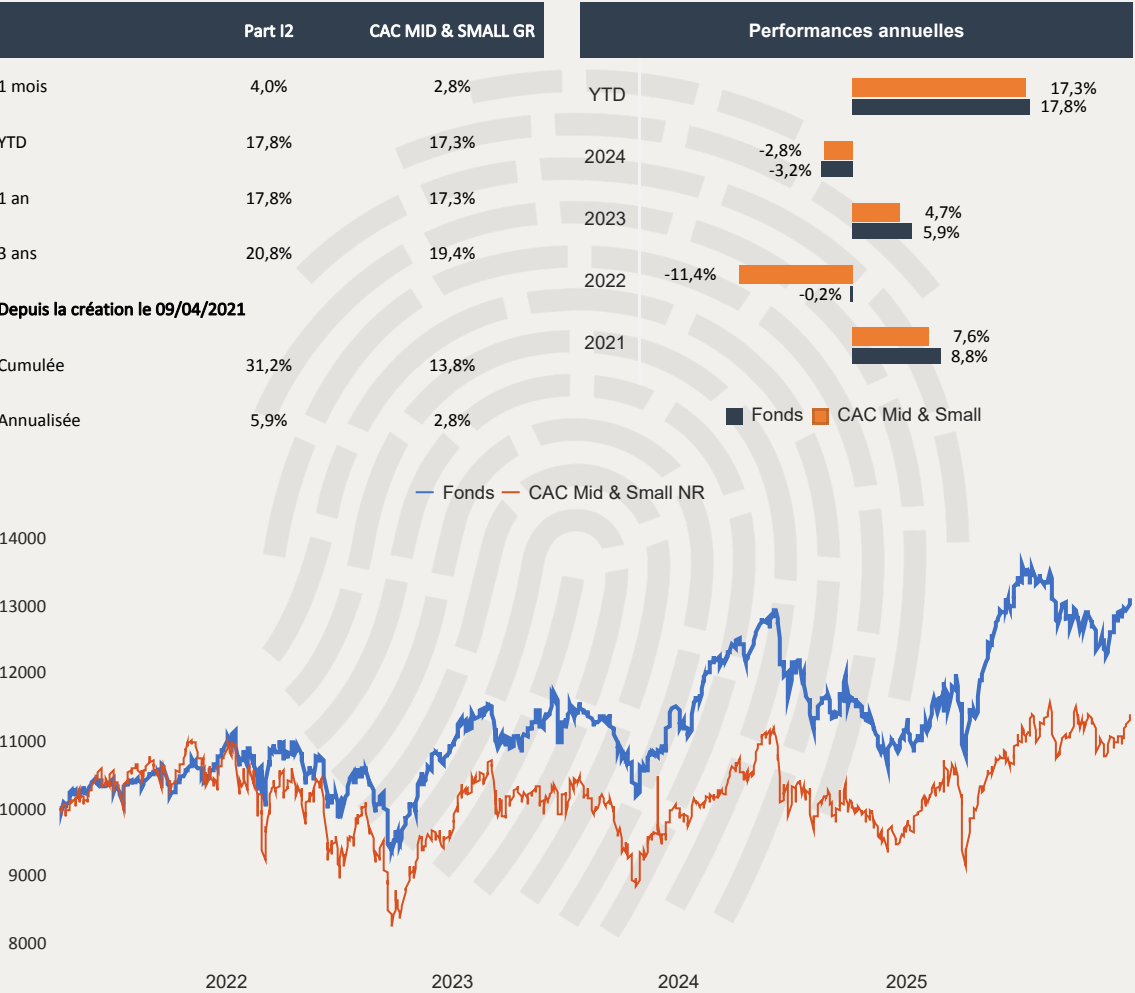 Part I2 CAC MID & SMALL GR
1 mois 4,0% 2,8%
YTD 17,8% 17,3%
1 an 17,8% 17,3%
3 ans 20,8% 19,4%
Depuis la création le 09/04/2021
Cumulée 31,2% 13,8%
Annualisée 5,9% 2,8%
Performances annuelles
YTD 17,3%
17,8%
2024 -2,8%
-3,2%
2023 4,7%
5,9%
2022 -11,4%
-0,2%
2021 7,6%
8,8%
Fonds CAC Mid & Small
Fonds CAC Mid & Small NR
14000
13000
12000
11000
10000
9000
8000
2022 2023 2024 2025